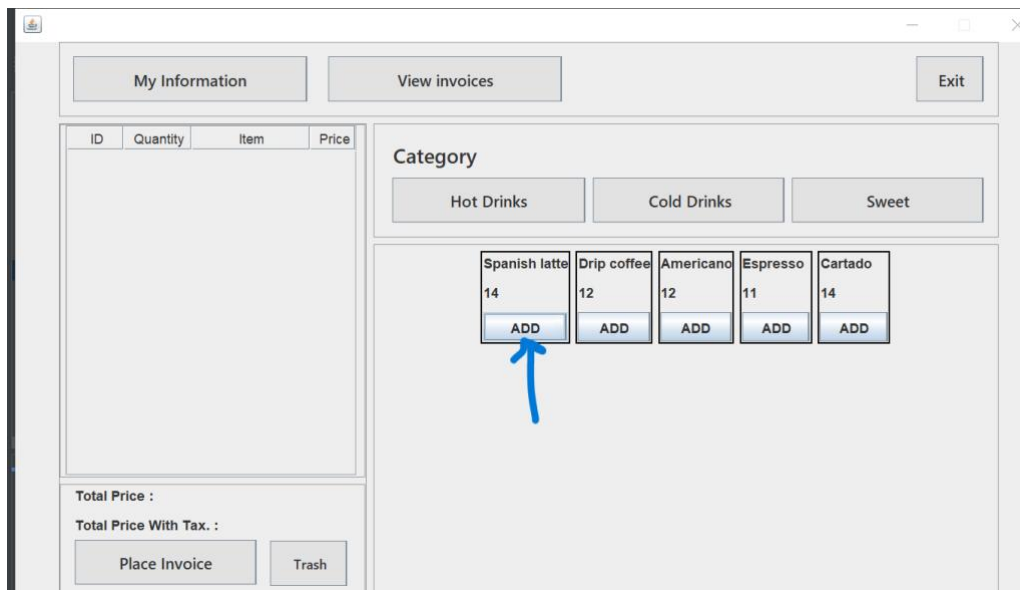 My Information View invoices Exit
ID Quantity Item Price
Category
Hot Drinks Cold Drinks Sweet
Spanish latte Drip coffee Americano Espresso Cartado
14 12 12 11 14
ADD ADD ADD ADD ADD
Total Price :
Total Price With Tax. :
Place Invoice Trash